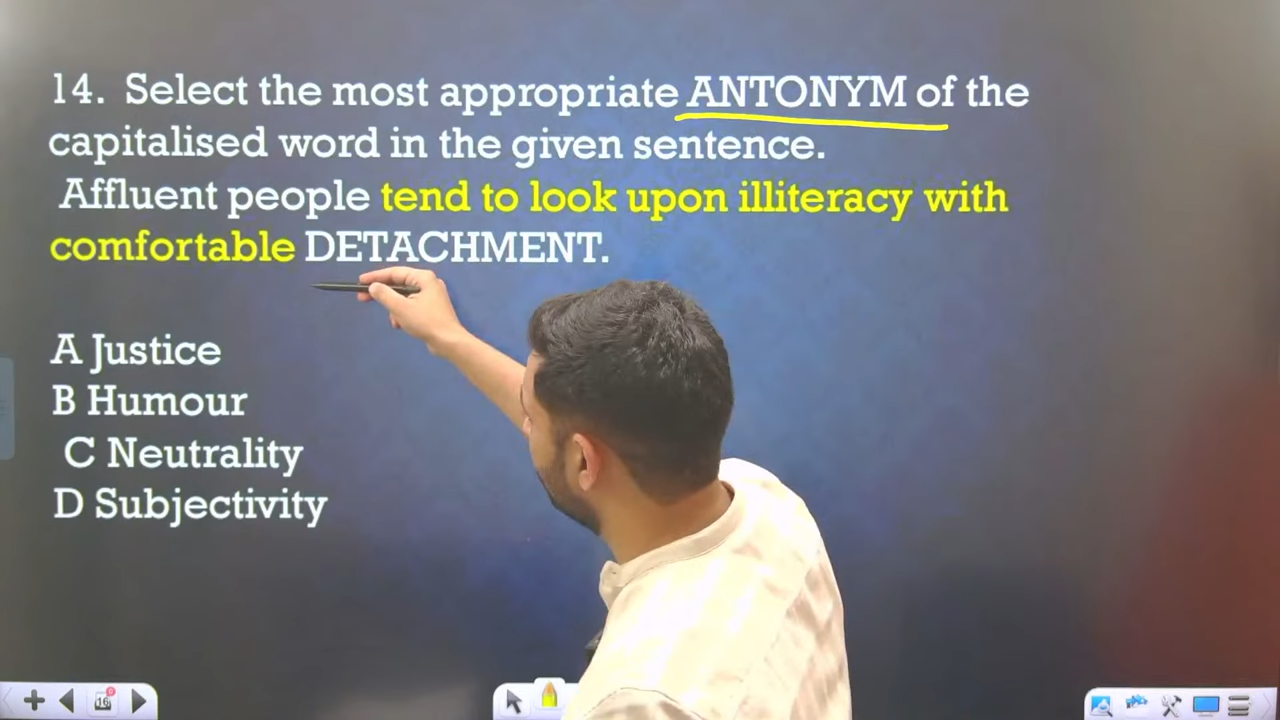 14. Select the most appropriate ANTONYM of the
capitalised word in the given sentence.
Affluent people tend to look upon illiteracy with
comfortable DETACHMENT.
A Justice
B Humour
C Neutrality
D Subjectivity
16